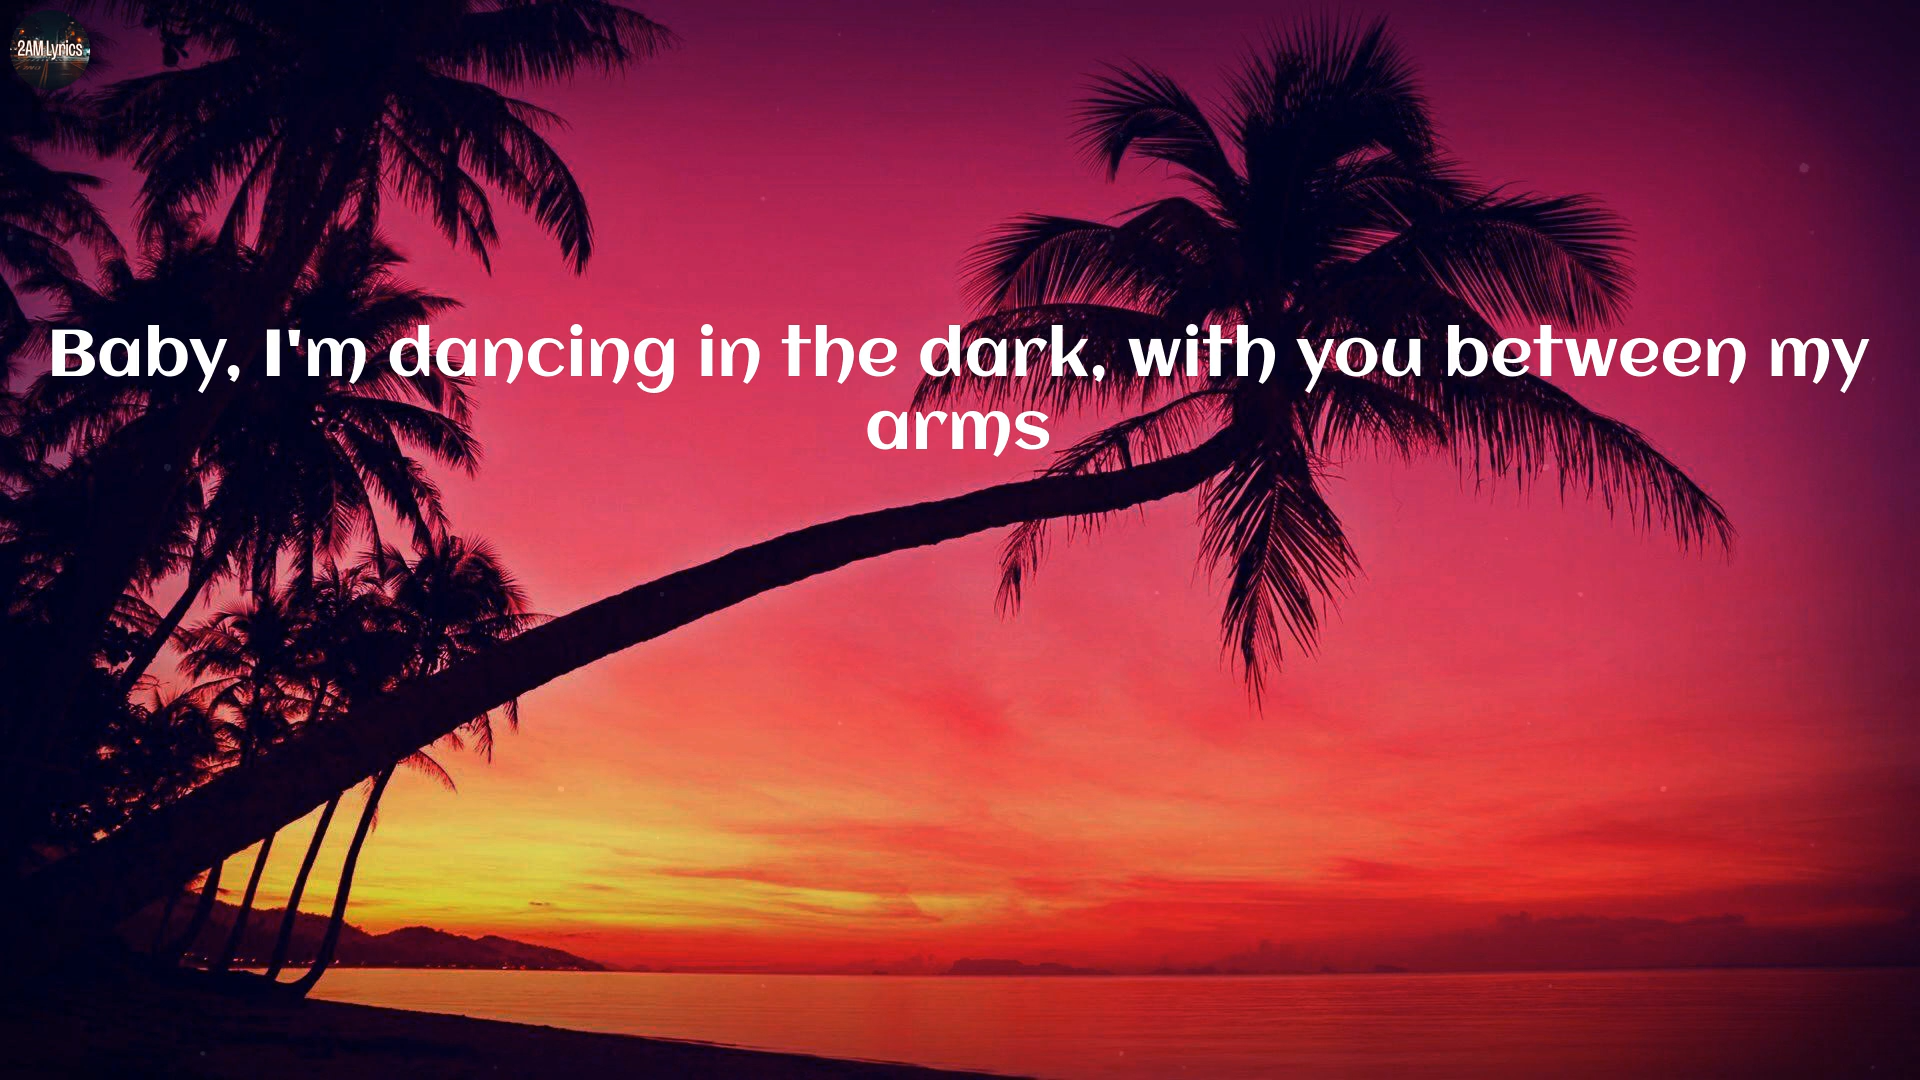 2AM Lyrics
Baby, I'm dancing in the dark, with you between my
arms